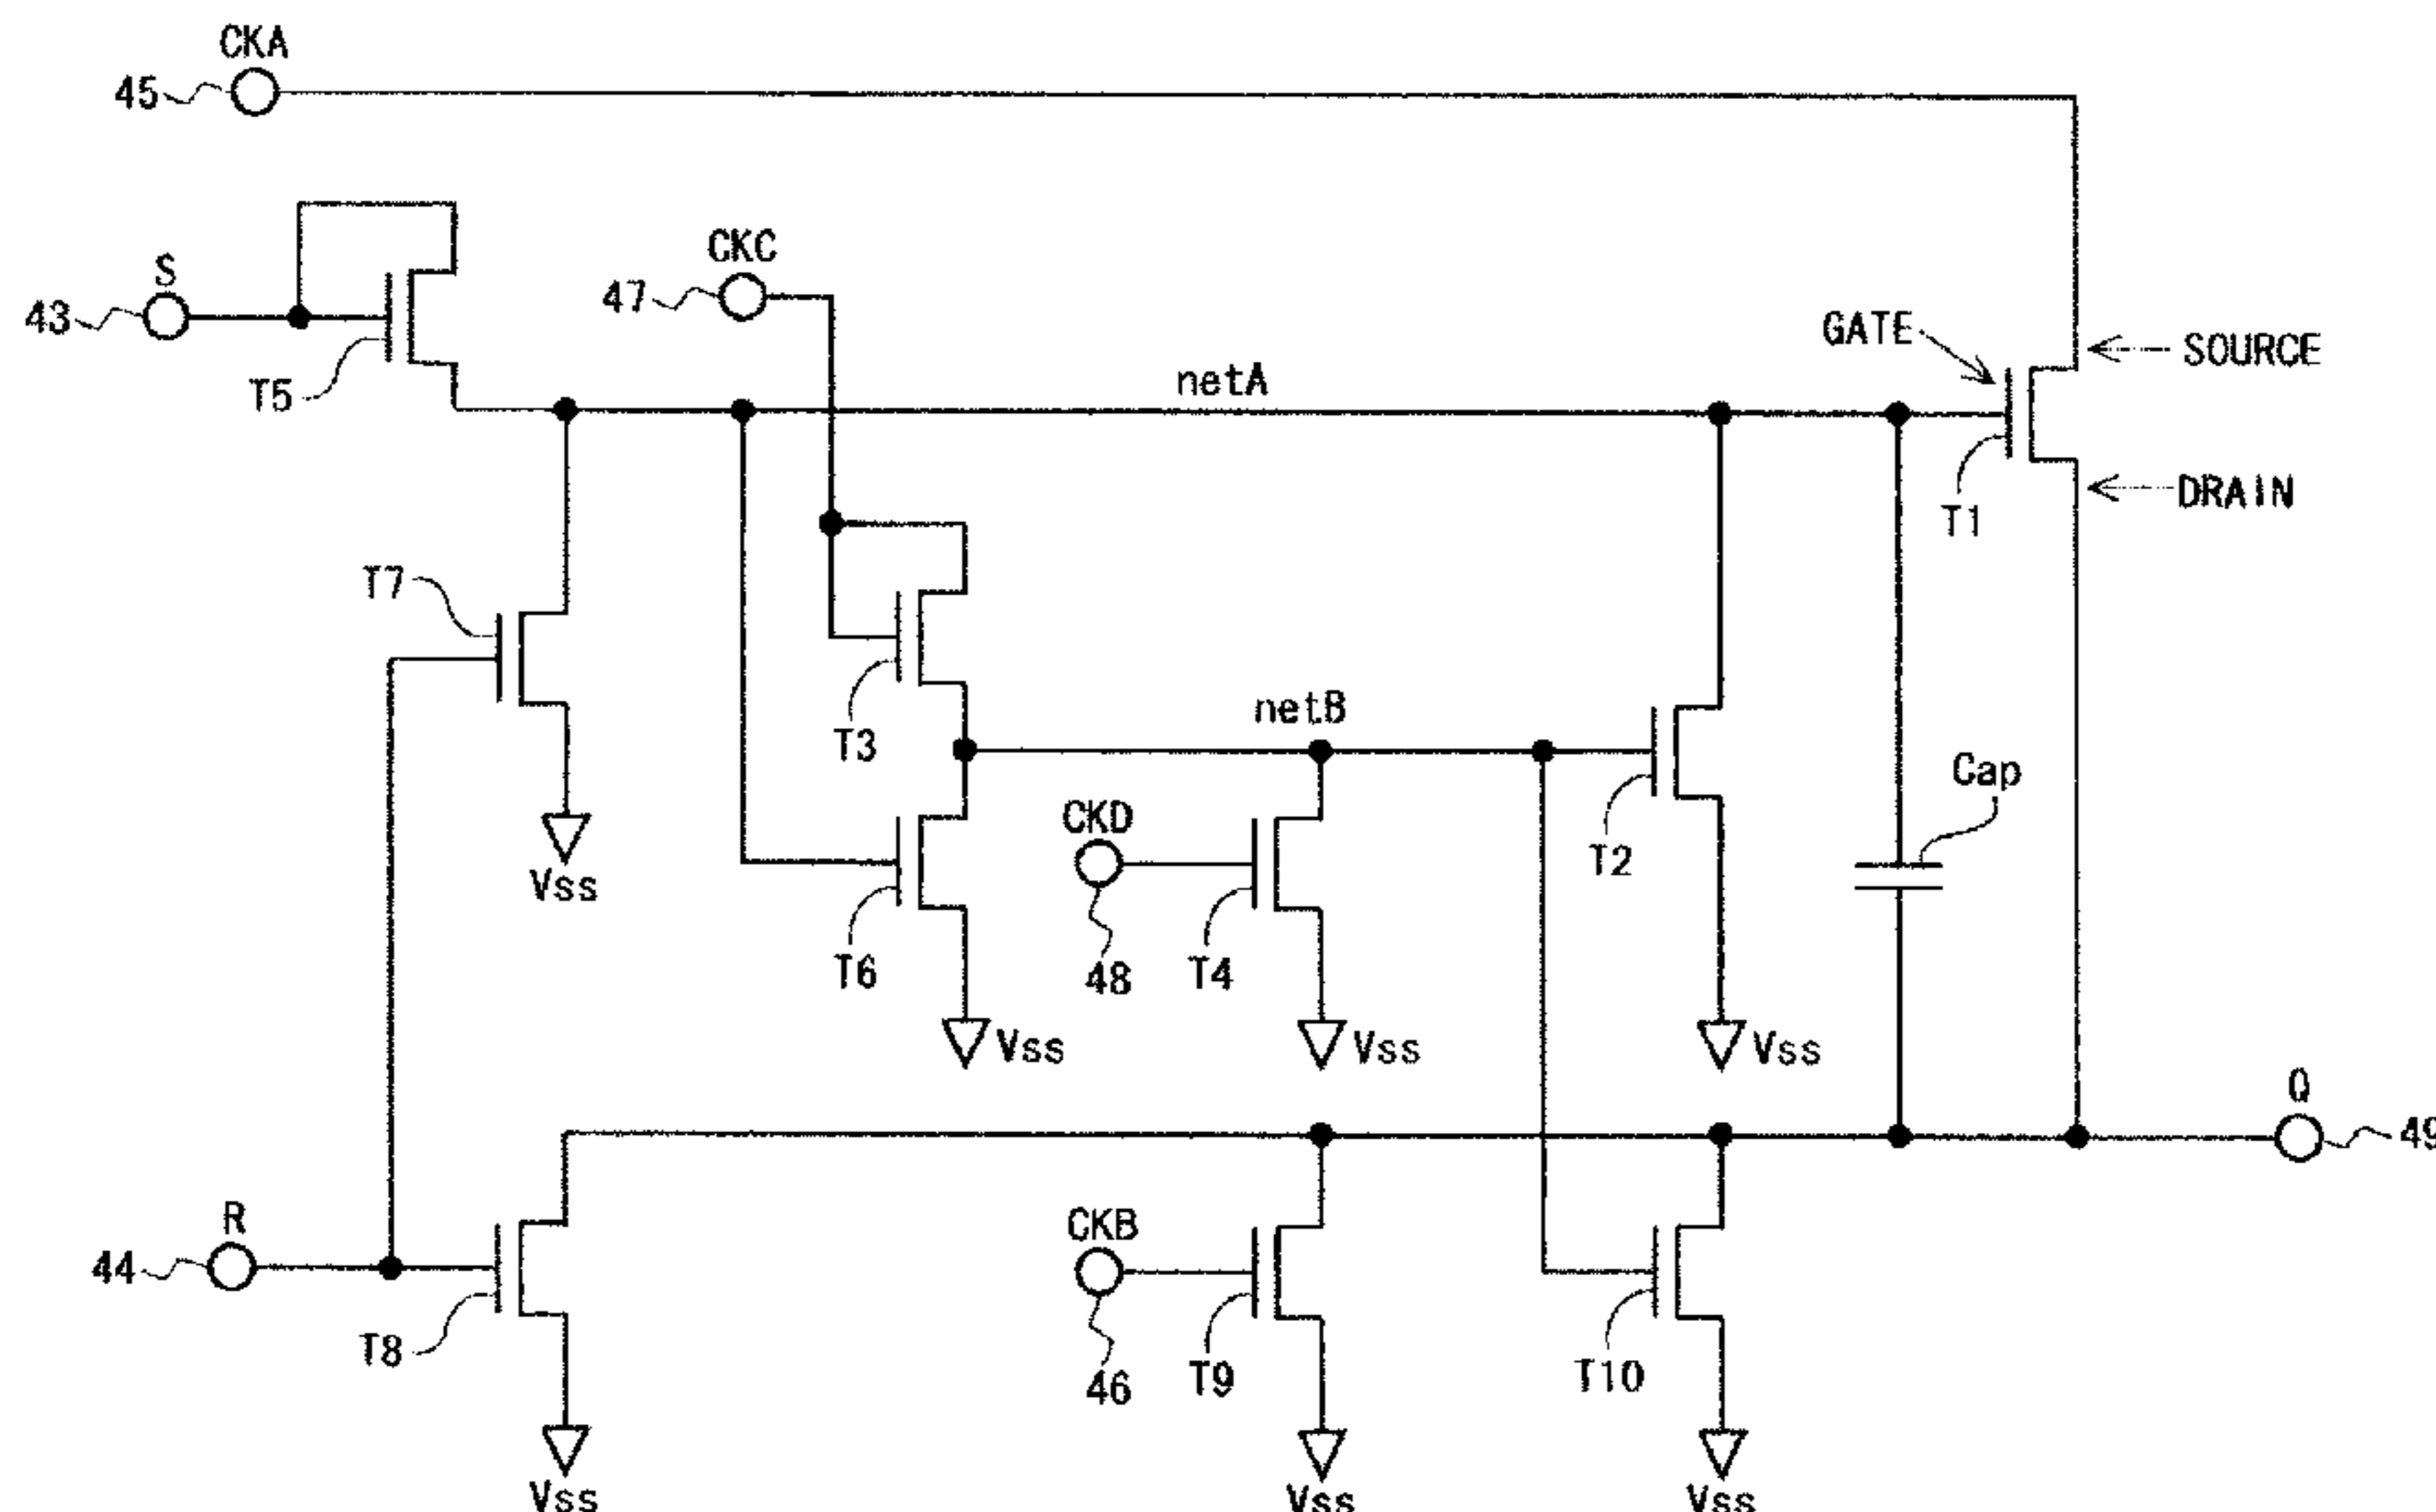 CKA
45
S
43
T5
CKC
47
netA
GATE
SOURCE
DRAIN
T1
T7
Vss
T3
netB
T6
Vss
CKD
48
T4
Vss
T2
Vss
Cap
Q
49
R
44
T8
Vss
CKB
46
T9
Vss
T10
Vss